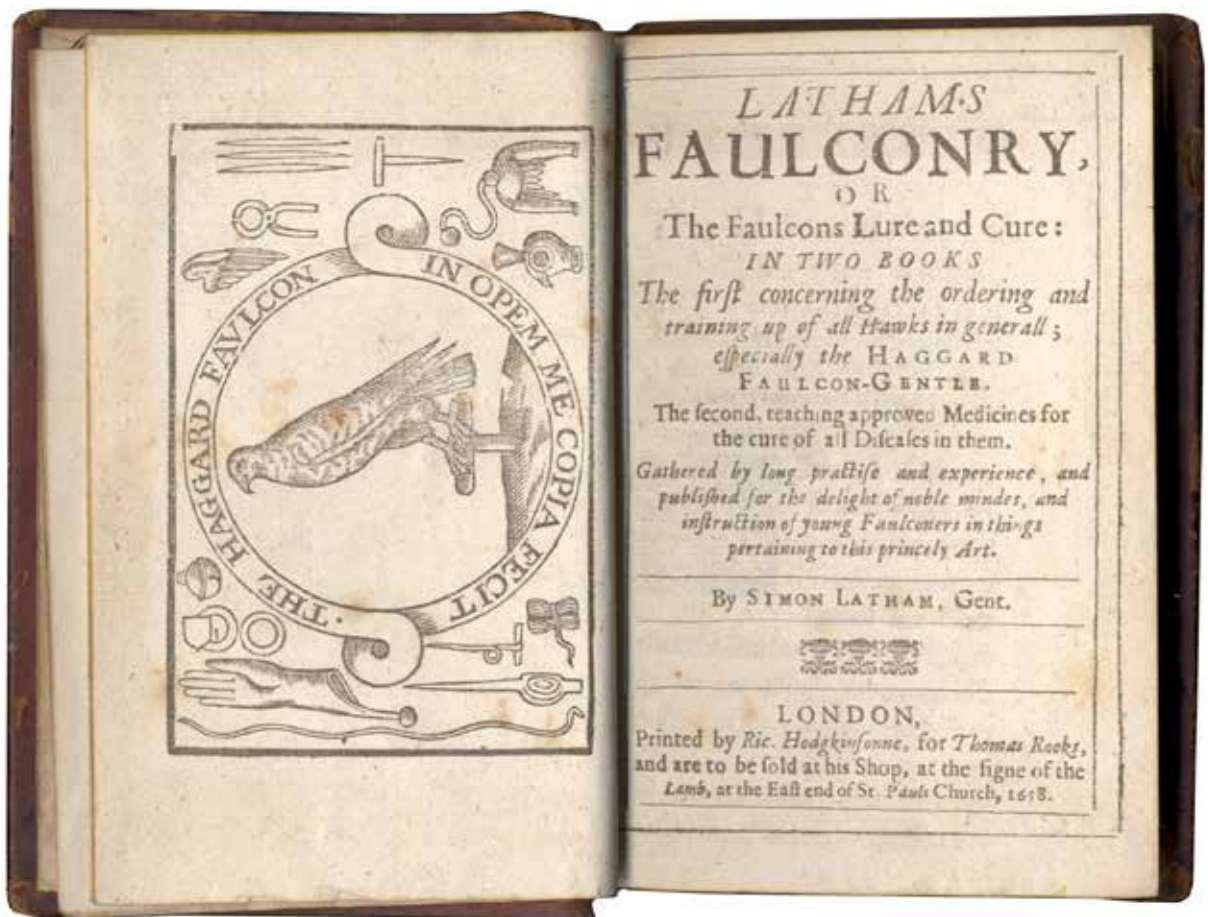 THE HAGGARD FAVLCON
IN OPEM ME COPIA FECIT
LATHAM·S
FAULCONRY,
OR
The Faulcons Lure and Cure:
IN TWO BOOKS
The firſt concerning the ordering and
training up of all Hawks in generall;
eſpecially the HAGGARD
FAULCON-GENTLE.
The ſecond, teaching approved Medicines for
the cure of all Diſeaſes in them.
Gathered by long practiſe and experience, and
publiſhed for the delight of noble mindes, and
inſtruction of young Faulconers in things
pertaining to this princely Art.
By SIMON LATHAM, Gent.
LONDON,
Printed by Ric. Hodgkinſonne, for Thomas Rooks,
and are to be ſold at his Shop, at the ſigne of the
Lamb, at the Eaſt end of St. Pauls Church, 1658.